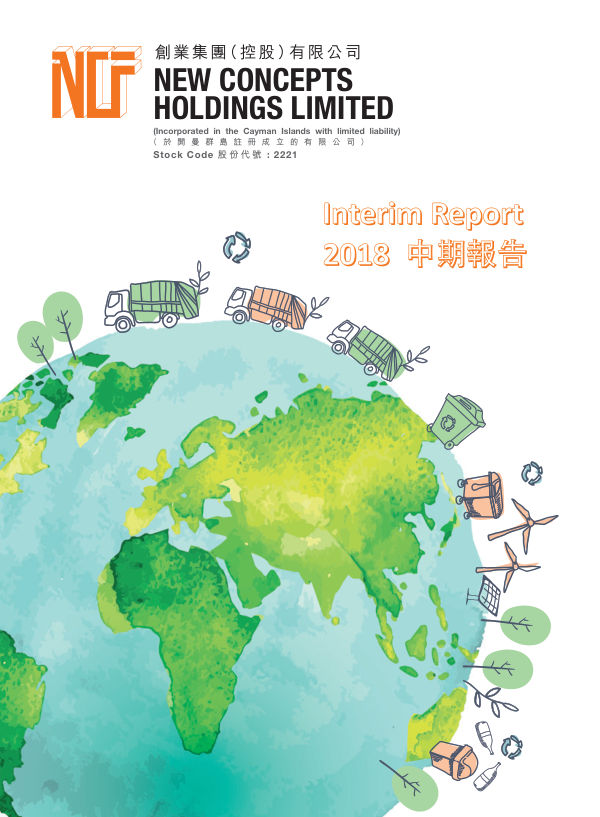 NCF
創業集團（控股）有限公司
NEW CONCEPTS
HOLDINGS LIMITED
(Incorporated in the Cayman Islands with limited liability)
（於開曼群島註冊成立的有限公司）
Stock Code 股份代號 : 2221
Interim Report
2018 中期報告